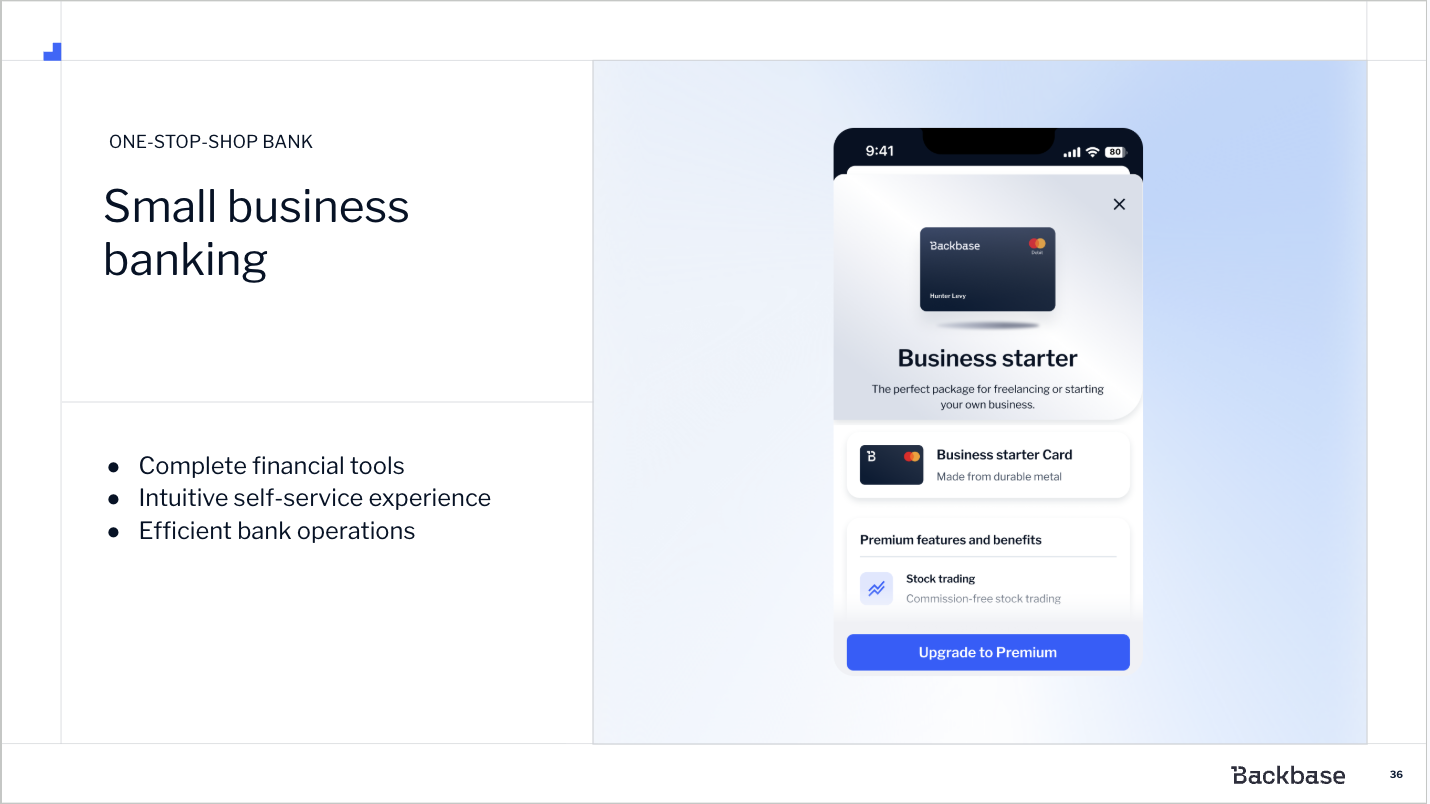 ONE-STOP-SHOP BANK
Small business
banking
● Complete financial tools
● Intuitive self-service experience
● Efficient bank operations
9:41
80
Backbase
Debit
Hunter Levy
Business starter
The perfect package for freelancing or starting
your own business.
B
Business starter Card
Made from durable metal
Premium features and benefits
Stock trading
Commission-free stock trading
Upgrade to Premium
Backbase
36